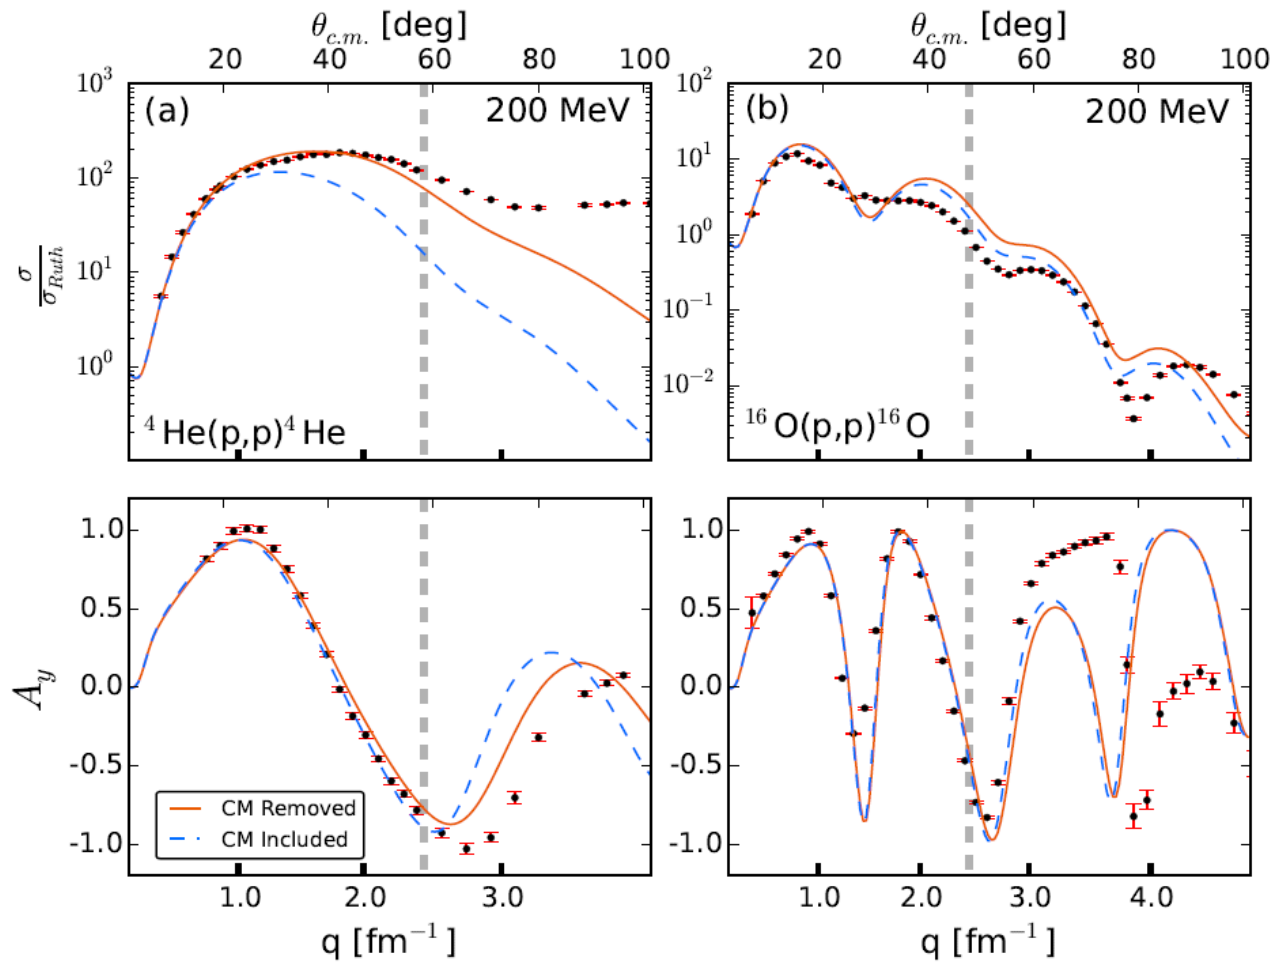 θc.m. [deg] θc.m. [deg]
20 40 60 80 100 20 40 60 80 100
(a) 200 MeV
10³
10²
10¹
10⁰
σ/σRuth
⁴He(p,p)⁴He
(b) 200 MeV
10²
10¹
10⁰
10⁻¹
10⁻²
¹⁶O(p,p)¹⁶O
1.0
0.5
0.0
-0.5
-1.0
Ay
CM Removed
CM Included
1.0 2.0 3.0
q [fm⁻¹]
1.0
0.5
0.0
-0.5
-1.0
1.0 2.0 3.0 4.0
q [fm⁻¹]